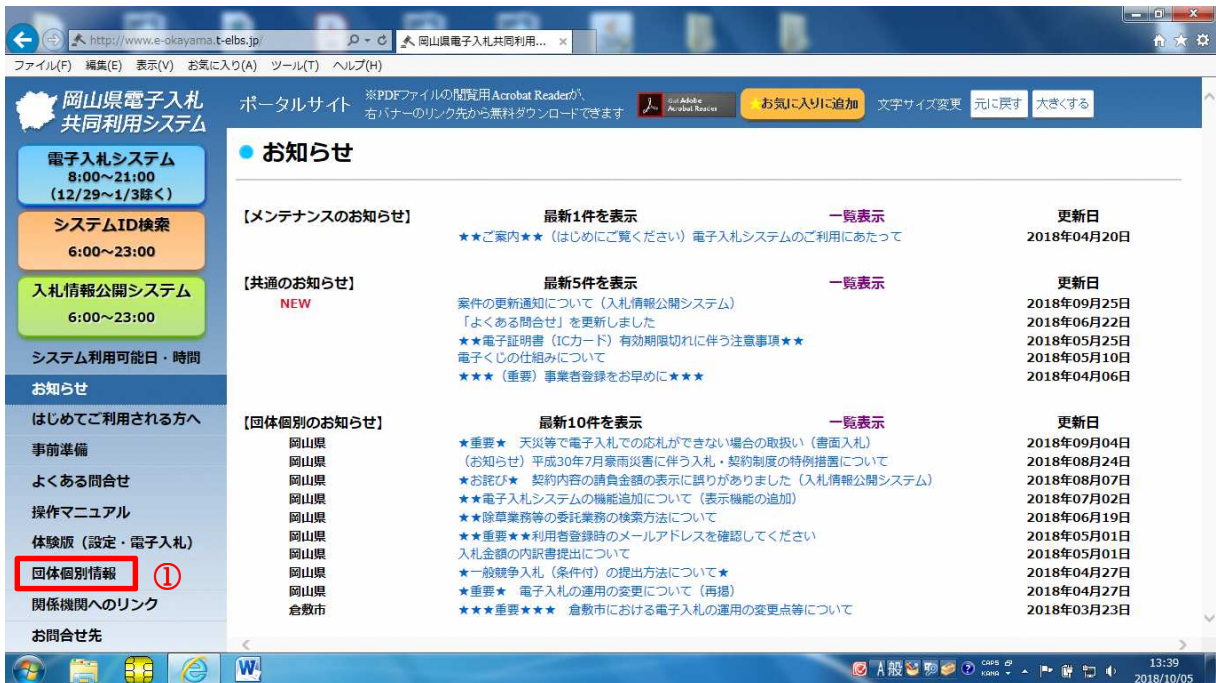 http://www.e-okayama.t-elbs.jp/
岡山県電子入札共同利用...
ファイル(F) 編集(E) 表示(V) お気に入り(A) ツール(T) ヘルプ(H)
岡山県電子入札
共同利用システム
ポータルサイト
※PDFファイルの閲覧用Acrobat Readerが、
右バナーのリンク先から無料ダウンロードできます
Get Adobe
Acrobat Reader
お気に入りに追加
文字サイズ変更 元に戻す 大きくする
電子入札システム
8:00～21:00
（12/29～1/3除く）
システムID検索
6:00～23:00
入札情報公開システム
6:00～23:00
システム利用可能日・時間
お知らせ
はじめてご利用される方へ
事前準備
よくある問合せ
操作マニュアル
体験版（設定・電子入札）
団体個別情報 ①
関係機関へのリンク
お問合せ先
お知らせ
【メンテナンスのお知らせ】 最新1件を表示 一覧表示 更新日
★★ご案内★★（はじめにご覧ください）電子入札システムのご利用にあたって 2018年04月20日
【共通のお知らせ】 最新5件を表示 一覧表示 更新日
NEW 案件の更新通知について（入札情報公開システム） 2018年09月25日
「よくある問合せ」を更新しました 2018年06月22日
★★電子証明書（ICカード）有効期限切れに伴う注意事項★★ 2018年05月25日
電子くじの仕組みについて 2018年05月10日
★★★（重要）事業者登録をお早めに★★★ 2018年04月06日
【団体個別のお知らせ】 最新10件を表示 一覧表示 更新日
岡山県 ★重要★ 天災等で電子入札での応札ができない場合の取扱い（書面入札） 2018年09月04日
岡山県 （お知らせ）平成30年7月豪雨災害に伴う入札・契約制度の特例措置について 2018年08月24日
岡山県 ★お詫び★ 契約内容の請負金額の表示に誤りがありました（入札情報公開システム） 2018年08月07日
岡山県 ★★電子入札システムの機能追加について（表示機能の追加） 2018年07月02日
岡山県 ★★除草業務等の委託業務の検索方法について 2018年06月19日
岡山県 ★★重要★★利用者登録時のメールアドレスを確認してください 2018年05月01日
岡山県 入札金額の内訳書提出について 2018年05月01日
岡山県 ★一般競争入札（条件付）の提出方法について★ 2018年04月27日
岡山県 ★重要★ 電子入札の運用の変更について（再掲） 2018年04月27日
倉敷市 ★★★重要★★★ 倉敷市における電子入札の運用の変更点等について 2018年03月23日
A 般
CAPS
KANA
13:39
2018/10/05